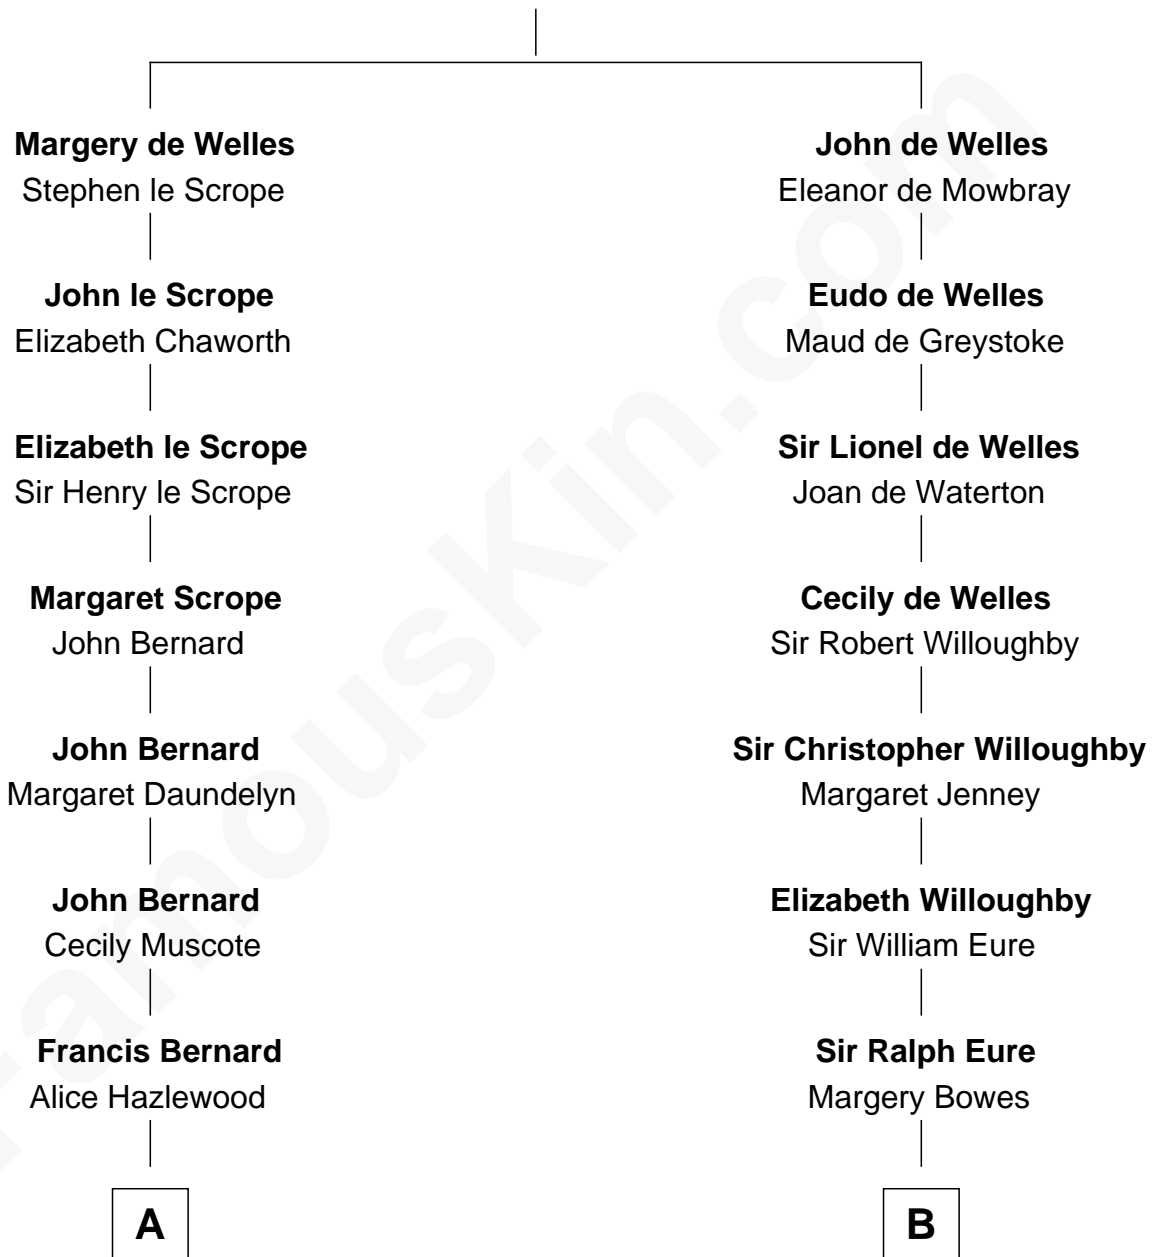 Margery de Welles
Stephen le Scrope
John le Scrope
Elizabeth Chaworth
Elizabeth le Scrope
Sir Henry le Scrope
Margaret Scrope
John Bernard
John Bernard
Margaret Daundelyn
John Bernard
Cecily Muscote
Francis Bernard
Alice Hazlewood
A
John de Welles
Eleanor de Mowbray
Eudo de Welles
Maud de Greystoke
Sir Lionel de Welles
Joan de Waterton
Cecily de Welles
Sir Robert Willoughby
Sir Christopher Willoughby
Margaret Jenney
Elizabeth Willoughby
Sir William Eure
Sir Ralph Eure
Margery Bowes
B
FamousKin.com